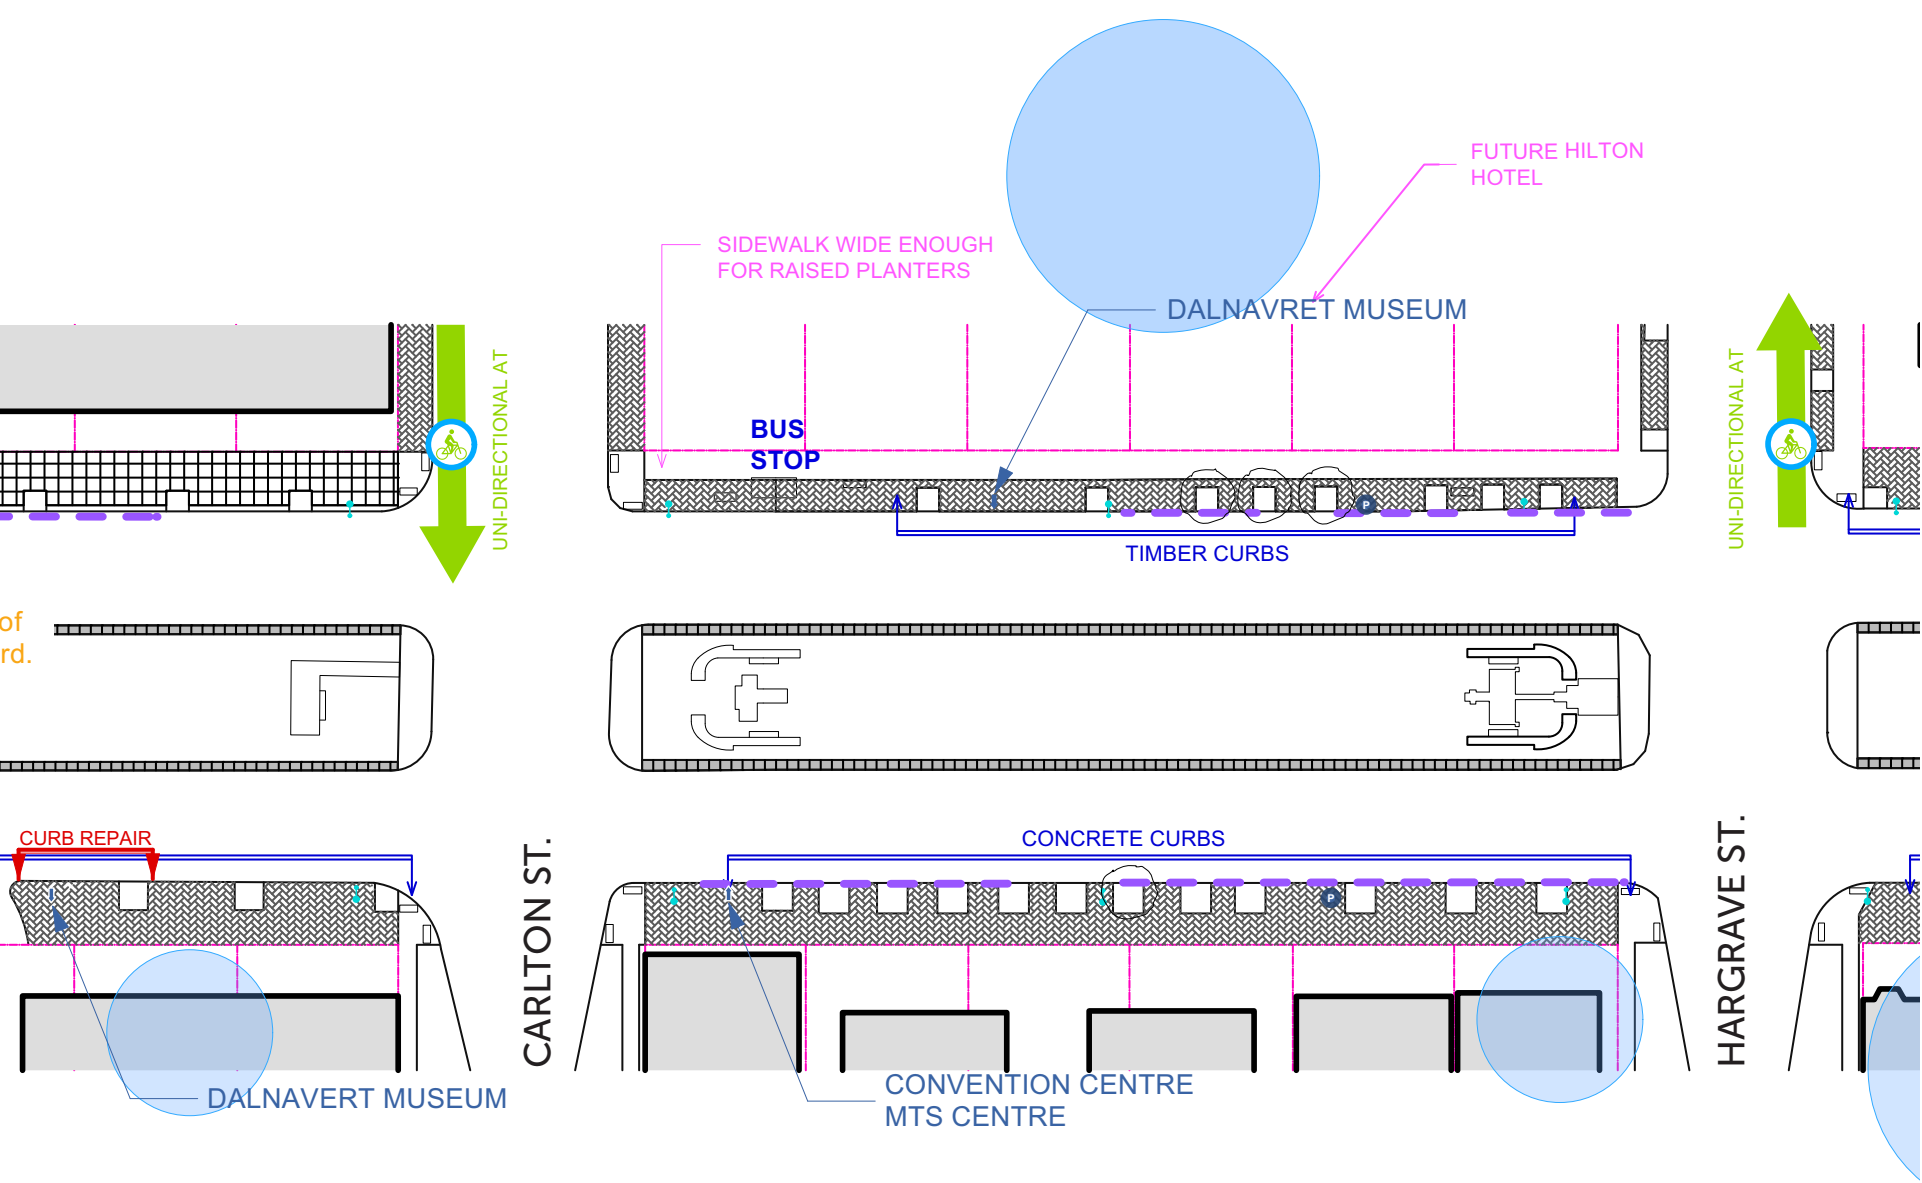 FUTURE HILTON
HOTEL
SIDEWALK WIDE ENOUGH
FOR RAISED PLANTERS
DALNAVRET MUSEUM
UNI-DIRECTIONAL AT
UNI-DIRECTIONAL AT
BUS
STOP
P
TIMBER CURBS
of
rd.
CURB REPAIR
CONCRETE CURBS
CARLTON ST.
HARGRAVE ST.
P
DALNAVERT MUSEUM
CONVENTION CENTRE
MTS CENTRE